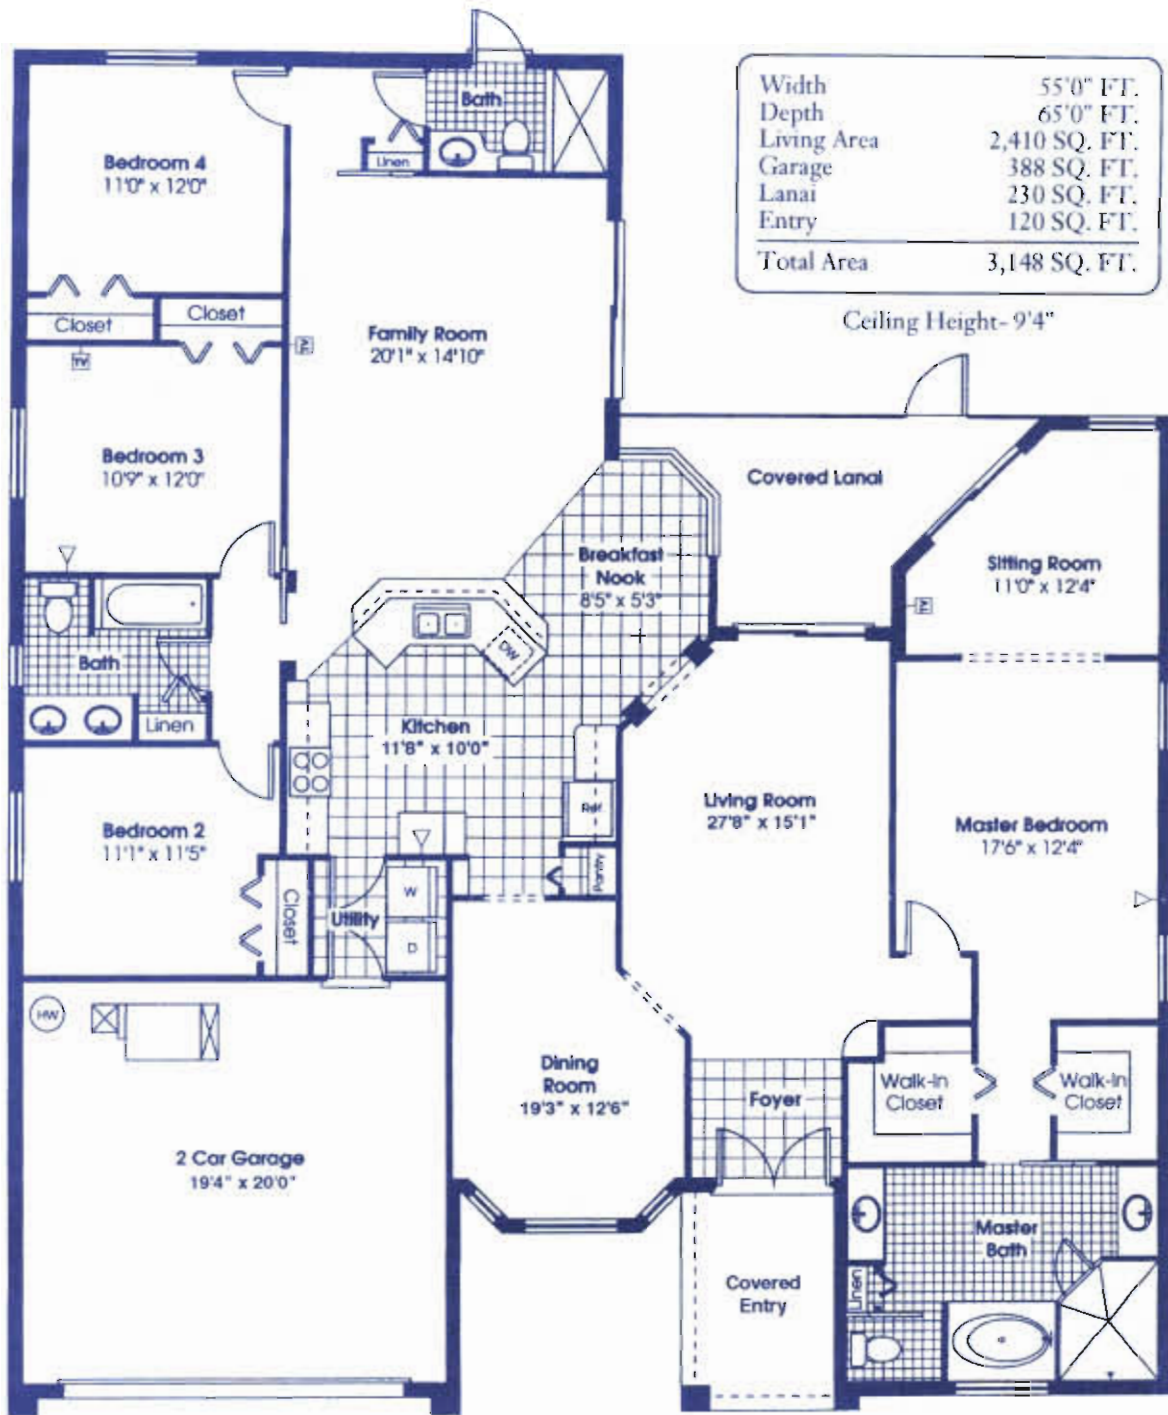 Width 55'0" FT.
Depth 65'0" FT.
Living Area 2,410 SQ. FT.
Garage 388 SQ. FT.
Lanai 230 SQ. FT.
Entry 120 SQ. FT.
Total Area 3,148 SQ. FT.
Ceiling Height- 9'4"
Bath
Linen
Bedroom 4
11'0" x 12'0"
Closet
Closet
Family Room
20'1" x 14'10"
Bedroom 3
10'9" x 12'0"
Covered Lanai
Breakfast
Nook
8'5" x 5'3"
Sitting Room
11'0" x 12'4"
DW
Bath
Linen
Kitchen
11'8" x 10'0"
Ref.
Living Room
27'8" x 15'1"
Master Bedroom
17'6" x 12'4"
Bedroom 2
11'1" x 11'5"
Closet
Pantry
Utility
W
D
HW
Dining
Room
19'3" x 12'6"
Foyer
Walk-In
Closet
Walk-In
Closet
2 Car Garage
19'4" x 20'0"
Master
Bath
Linen
Covered
Entry